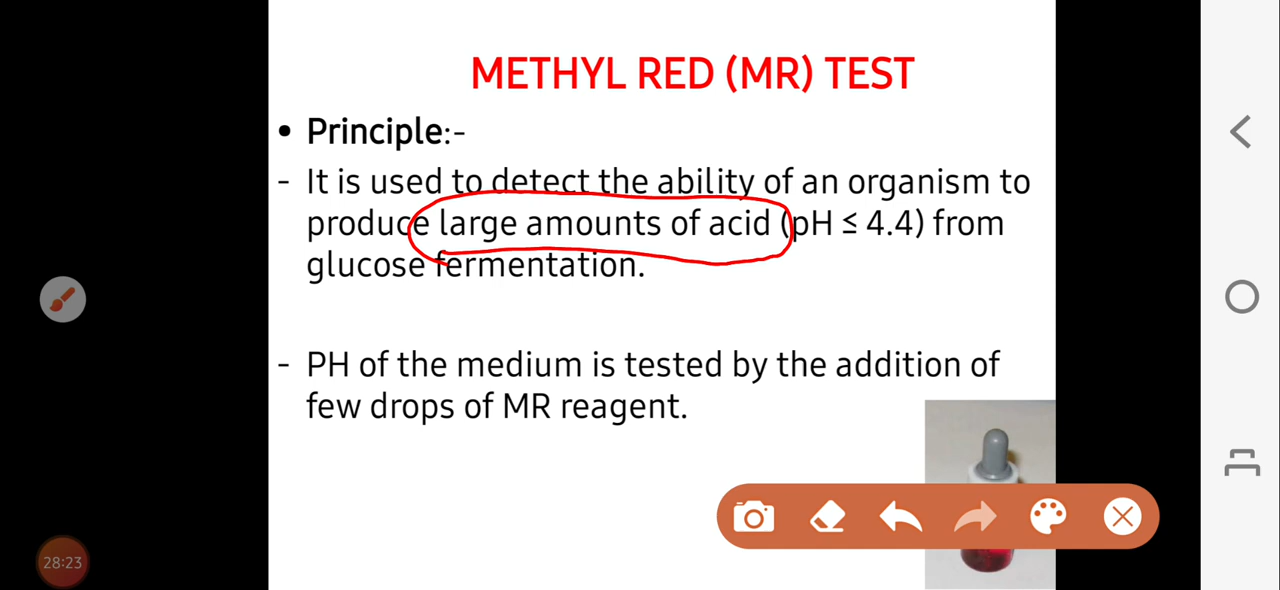 METHYL RED (MR) TEST
• Principle:-
- It is used to detect the ability of an organism to
produce large amounts of acid (pH ≤ 4.4) from
glucose fermentation.
- PH of the medium is tested by the addition of
few drops of MR reagent.
28:23